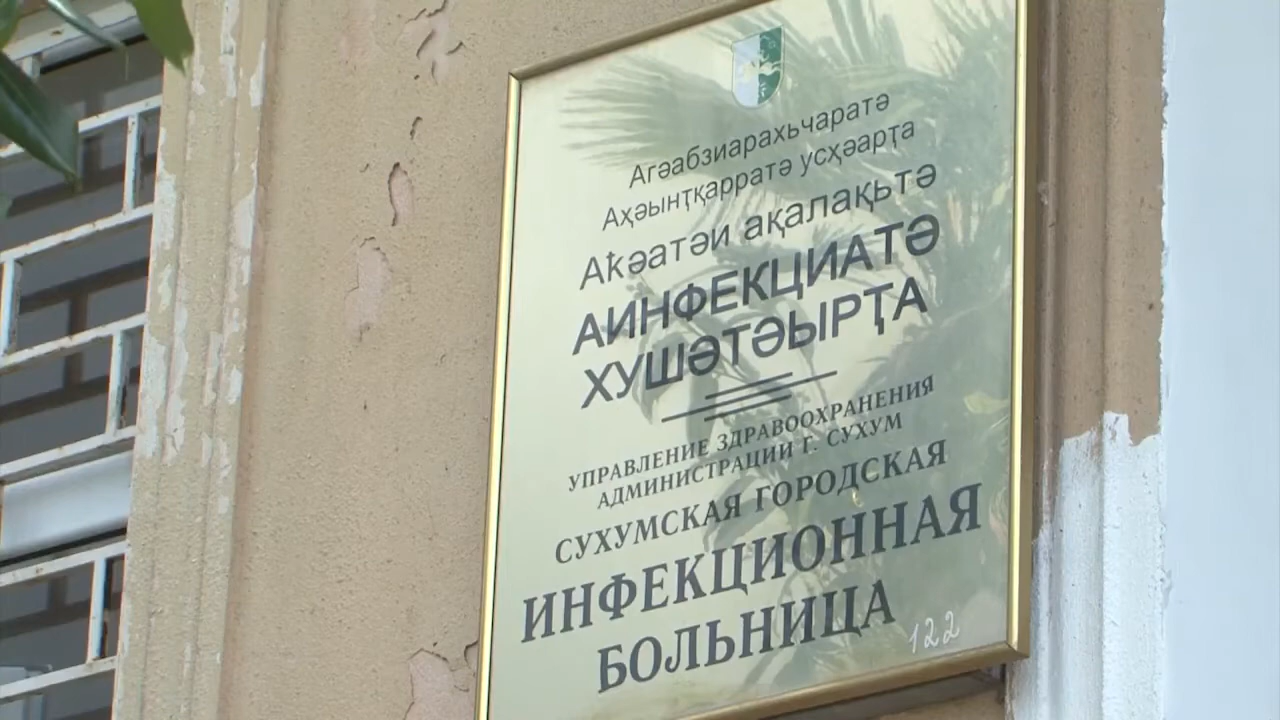 Агәабзиарахьчаратә
Аҳәынҭқарратә усҳәарҭа
Аҟәатәи ақалақьтә
АИНФЕКЦИАТӘ
ХУШӘТӘЫРҬА
УПРАВЛЕНИЕ ЗДРАВООХРАНЕНИЯ
АДМИНИСТРАЦИИ Г. СУХУМ
СУХУМСКАЯ ГОРОДСКАЯ
ИНФЕКЦИОННАЯ
БОЛЬНИЦА
122